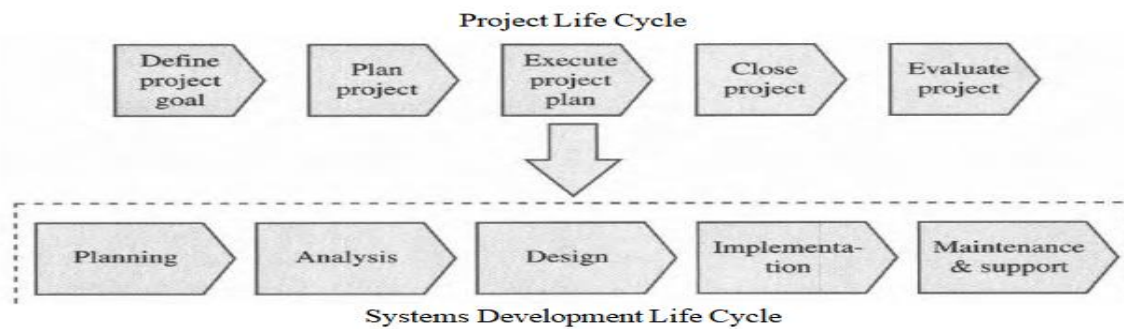 Project Life Cycle
Define
project
goal
Plan
project
Execute
project
plan
Close
project
Evaluate
project
Planning
Analysis
Design
Implementa-
tion
Maintenance
& support
Systems Development Life Cycle